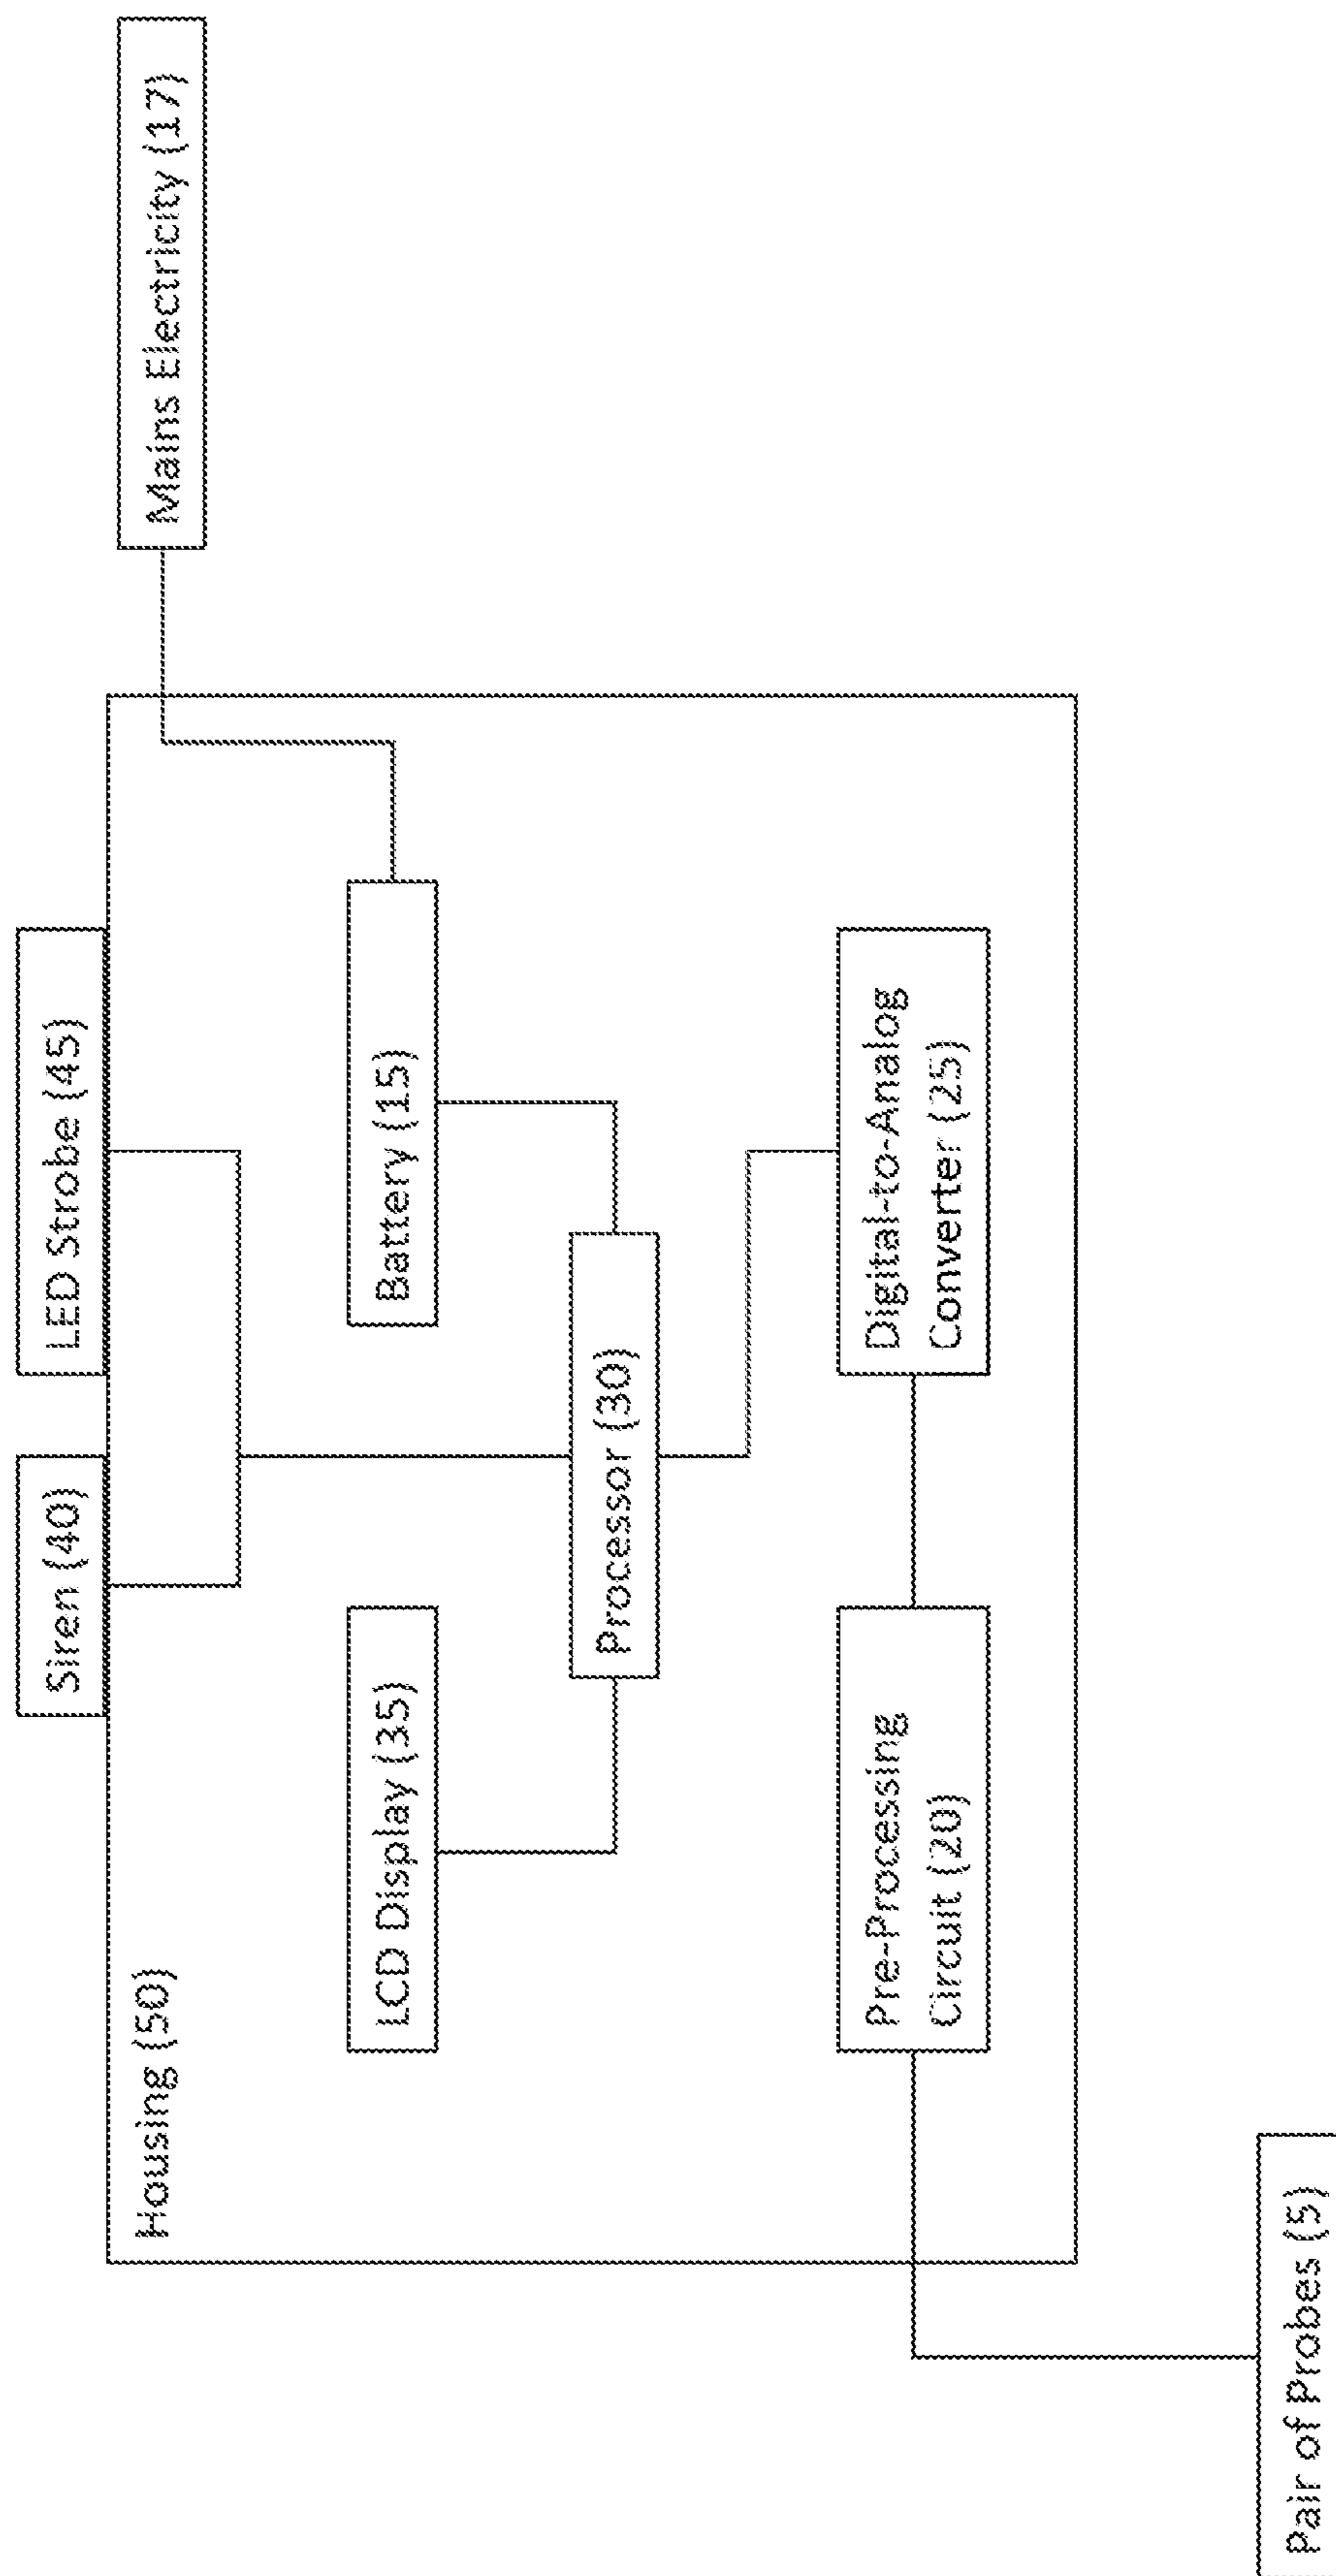 Siren (40)
LED Strobe (45)
Mains Electricity (17)
Housing (50)
LCD Display (35)
Battery (15)
Processor (30)
Pre-Processing
Circuit (20)
Digital-to-Analog
Converter (25)
Pair of Probes (5)